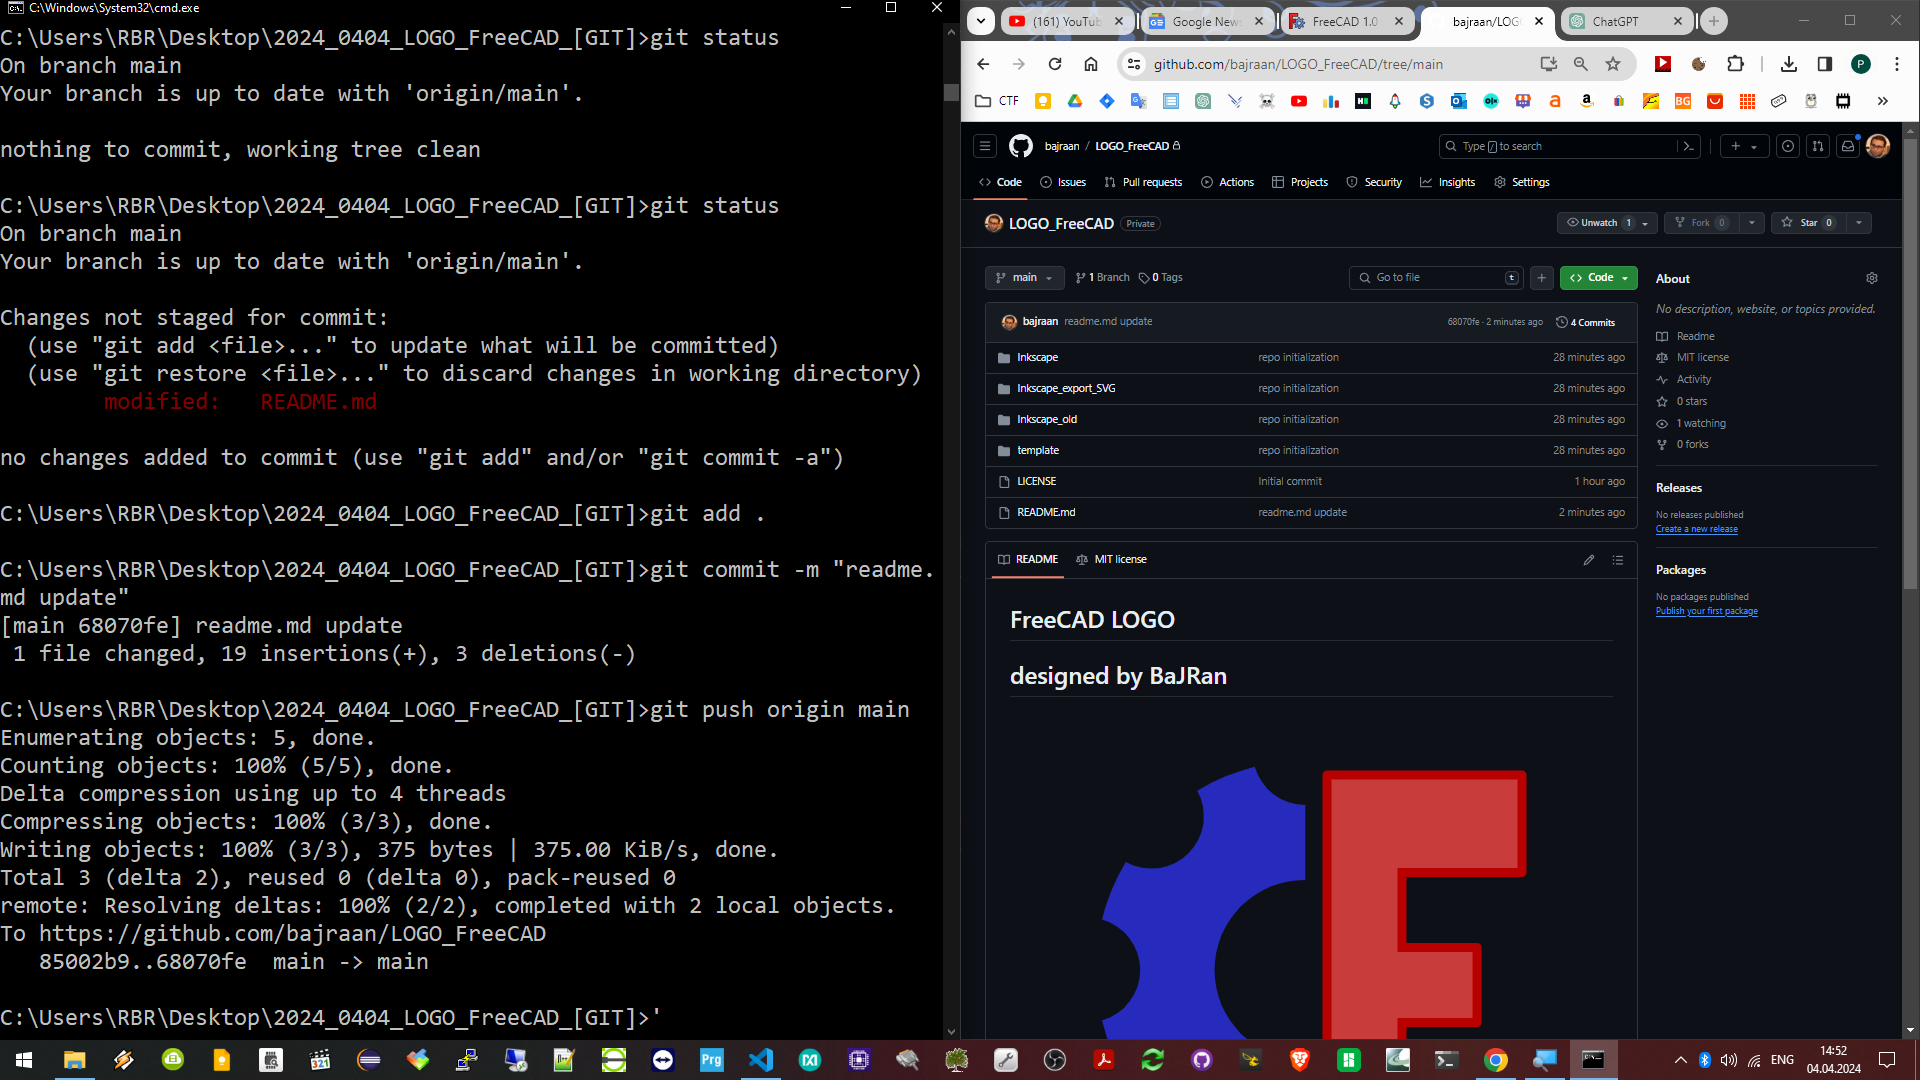 C:\Windows\System32\cmd.exe
C:\Users\RBR\Desktop\2024_0404_LOGO_FreeCAD_[GIT]>git status
On branch main
Your branch is up to date with 'origin/main'.
nothing to commit, working tree clean
C:\Users\RBR\Desktop\2024_0404_LOGO_FreeCAD_[GIT]>git status
On branch main
Your branch is up to date with 'origin/main'.
Changes not staged for commit:
(use "git add <file>..." to update what will be committed)
(use "git restore <file>..." to discard changes in working directory)
modified:   README.md
no changes added to commit (use "git add" and/or "git commit -a")
C:\Users\RBR\Desktop\2024_0404_LOGO_FreeCAD_[GIT]>git add .
C:\Users\RBR\Desktop\2024_0404_LOGO_FreeCAD_[GIT]>git commit -m "readme.
md update"
[main 68070fe] readme.md update
1 file changed, 19 insertions(+), 3 deletions(-)
C:\Users\RBR\Desktop\2024_0404_LOGO_FreeCAD_[GIT]>git push origin main
Enumerating objects: 5, done.
Counting objects: 100% (5/5), done.
Delta compression using up to 4 threads
Compressing objects: 100% (3/3), done.
Writing objects: 100% (3/3), 375 bytes | 375.00 KiB/s, done.
Total 3 (delta 2), reused 0 (delta 0), pack-reused 0
remote: Resolving deltas: 100% (2/2), completed with 2 local objects.
To https://github.com/bajraan/LOGO_FreeCAD
85002b9..68070fe  main -> main
C:\Users\RBR\Desktop\2024_0404_LOGO_FreeCAD_[GIT]>'
(161) YouTub Google News FreeCAD 1.0 bajraan/LOGO ChatGPT
github.com/bajraan/LOGO_FreeCAD/tree/main P
CTF
bajraan / LOGO_FreeCAD Type / to search
Code Issues Pull requests Actions Projects Security Insights Settings
LOGO_FreeCAD Private Unwatch 1 Fork 0 Star 0
main 1 Branch 0 Tags Go to file t Code
bajraan readme.md update 68070fe · 2 minutes ago 4 Commits
Inkscape repo initialization 28 minutes ago
Inkscape_export_SVG repo initialization 28 minutes ago
Inkscape_old repo initialization 28 minutes ago
template repo initialization 28 minutes ago
LICENSE Initial commit 1 hour ago
README.md readme.md update 2 minutes ago
README MIT license
FreeCAD LOGO
designed by BaJRan
F
About
No description, website, or topics provided.
Readme
MIT license
Activity
0 stars
1 watching
0 forks
Releases
No releases published
Create a new release
Packages
No packages published
Publish your first package
321 Prg ENG 14:52
04.04.2024